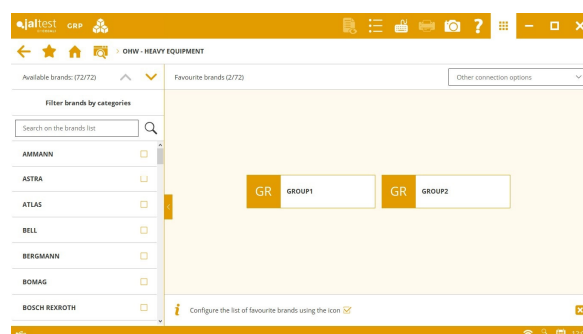 jaltest GRP
OHW - HEAVY EQUIPMENT
Available brands: (72/72)
Favourite brands (2/72)
Other connection options
Filter brands by categories
Search on the brands list
AMMANN
ASTRA
ATLAS
BELL
BERGMANN
BOMAG
BOSCH REXROTH
GR GROUP1
GR GROUP2
Configure the list of favourite brands using the icon